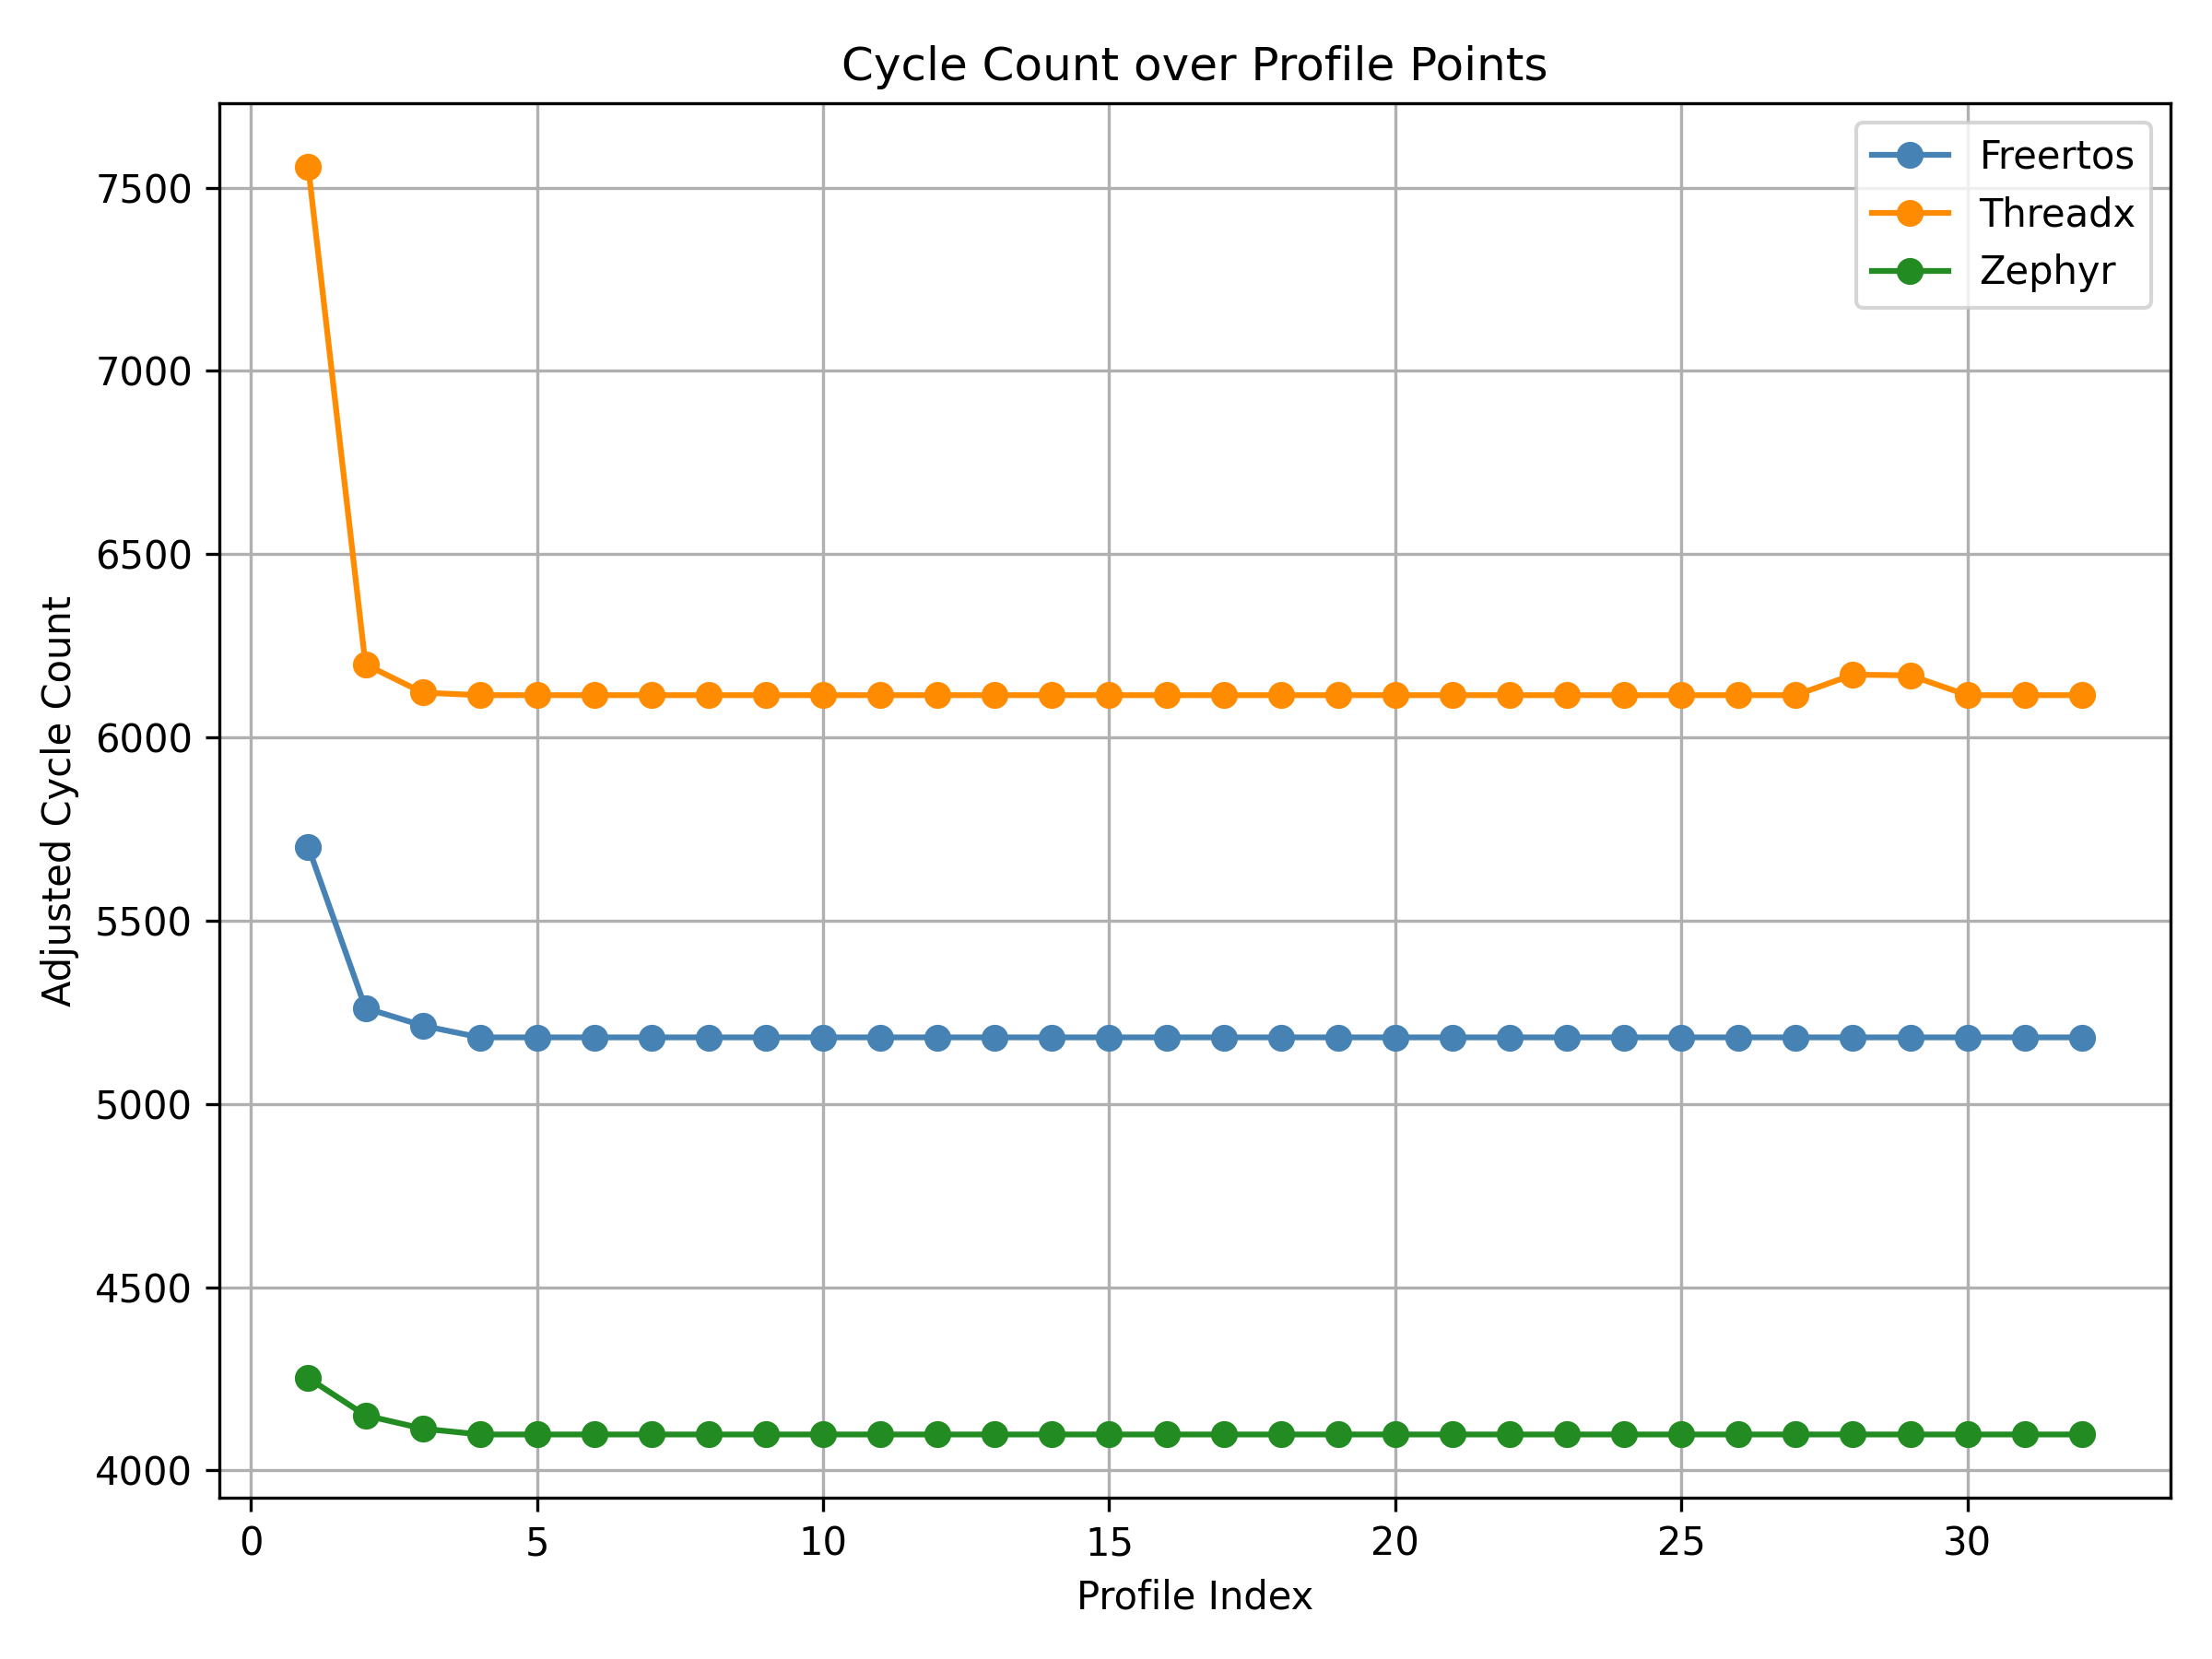 Cycle Count over Profile Points
Freertos
Threadx
Zephyr
Adjusted Cycle Count
7500
7000
6500
6000
5500
5000
4500
4000
0 5 10 15 20 25 30
Profile Index